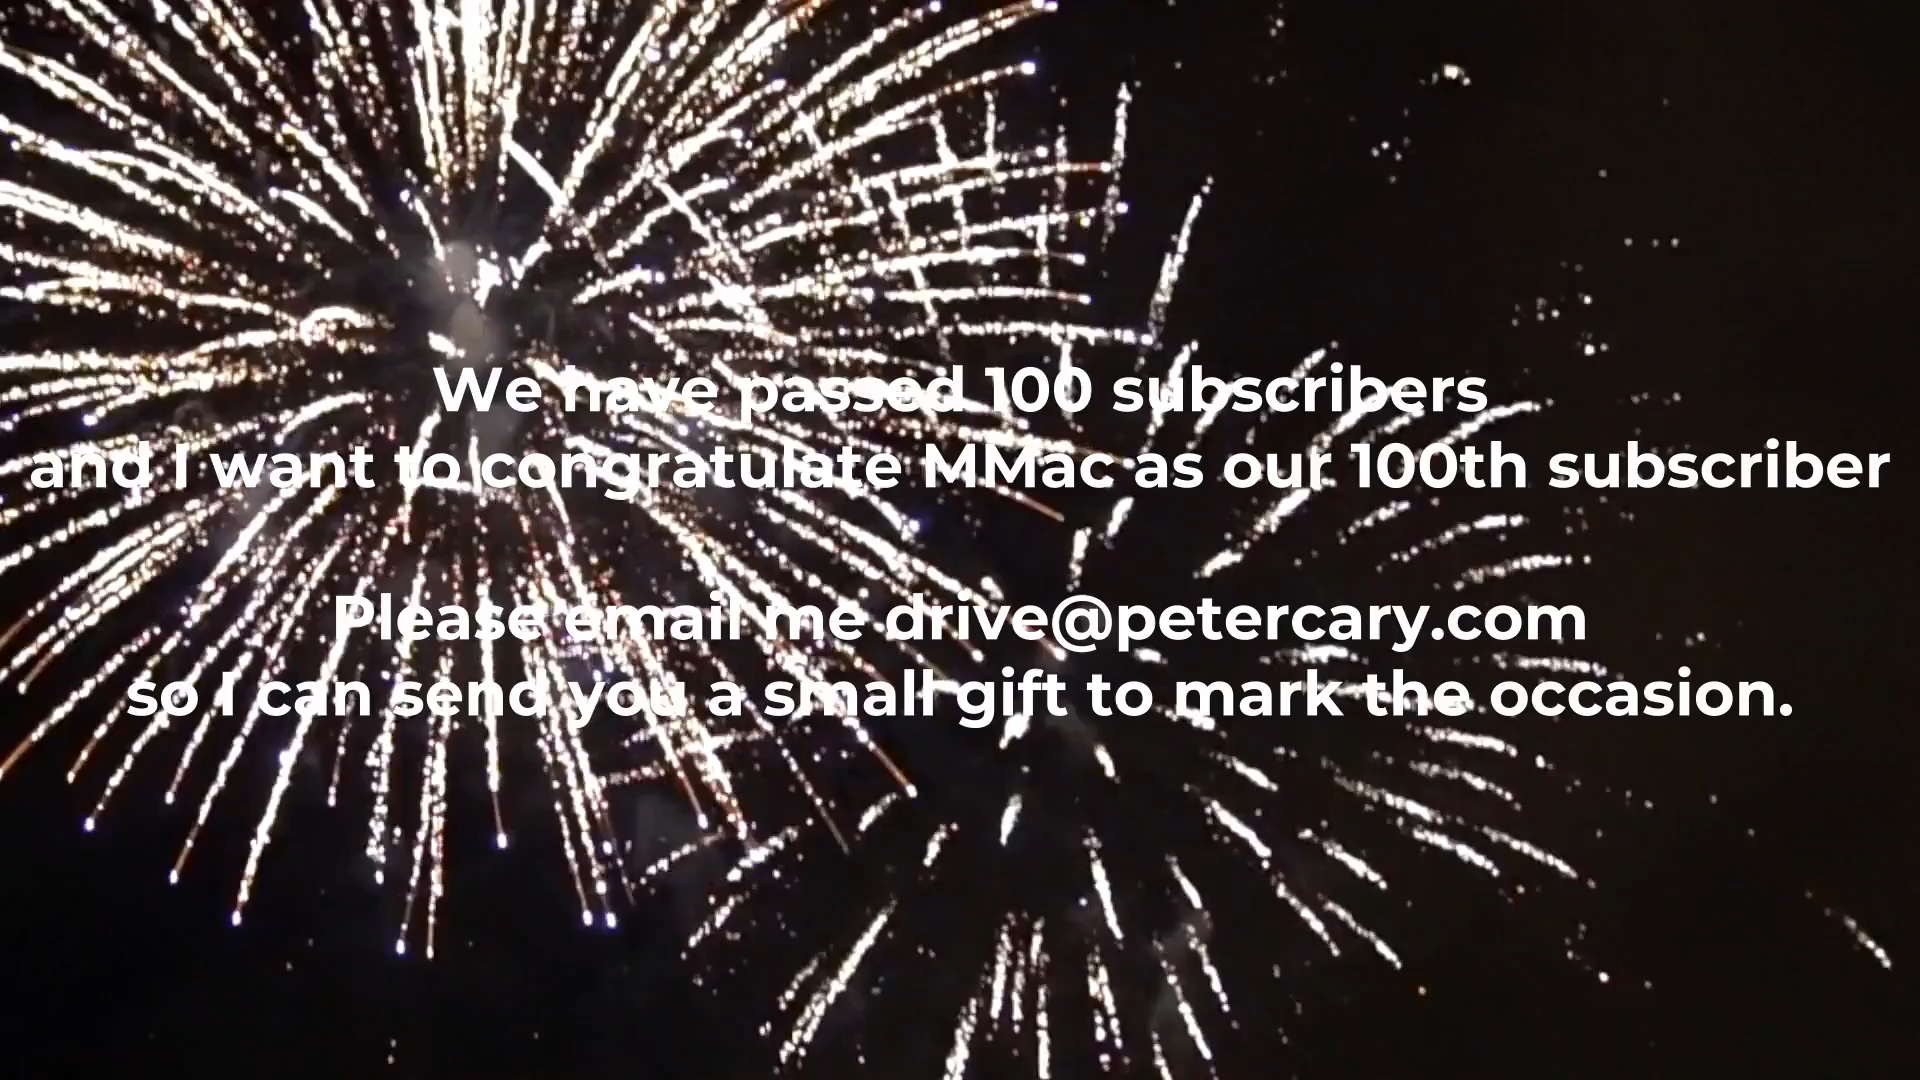 We have passed 100 subscribers
and I want to congratulate MMac as our 100th subscriber
Please email me drive@petercary.com
so I can send you a small gift to mark the occasion.